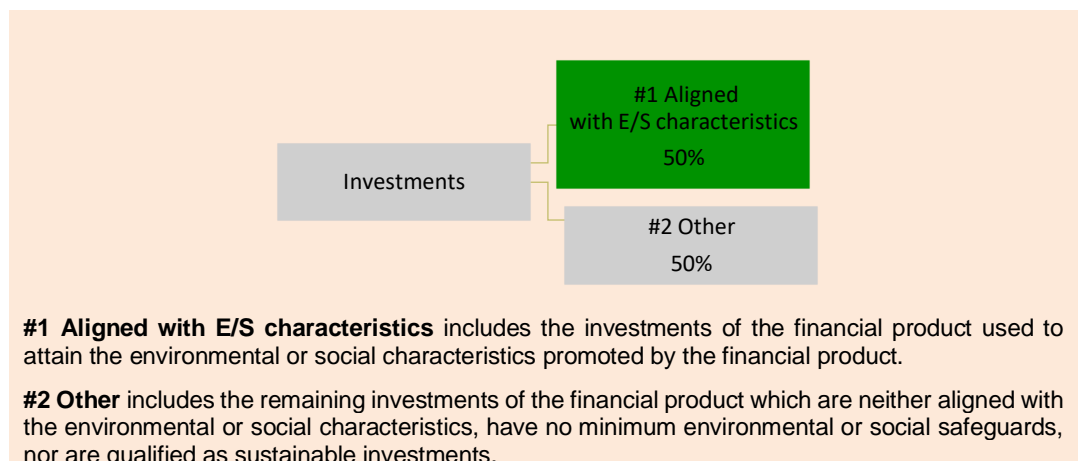 #1 Aligned
with E/S characteristics
50%
Investments
#2 Other
50%
#1 Aligned with E/S characteristics includes the investments of the financial product used to
attain the environmental or social characteristics promoted by the financial product.
#2 Other includes the remaining investments of the financial product which are neither aligned with
the environmental or social characteristics, have no minimum environmental or social safeguards,
nor are qualified as sustainable investments.